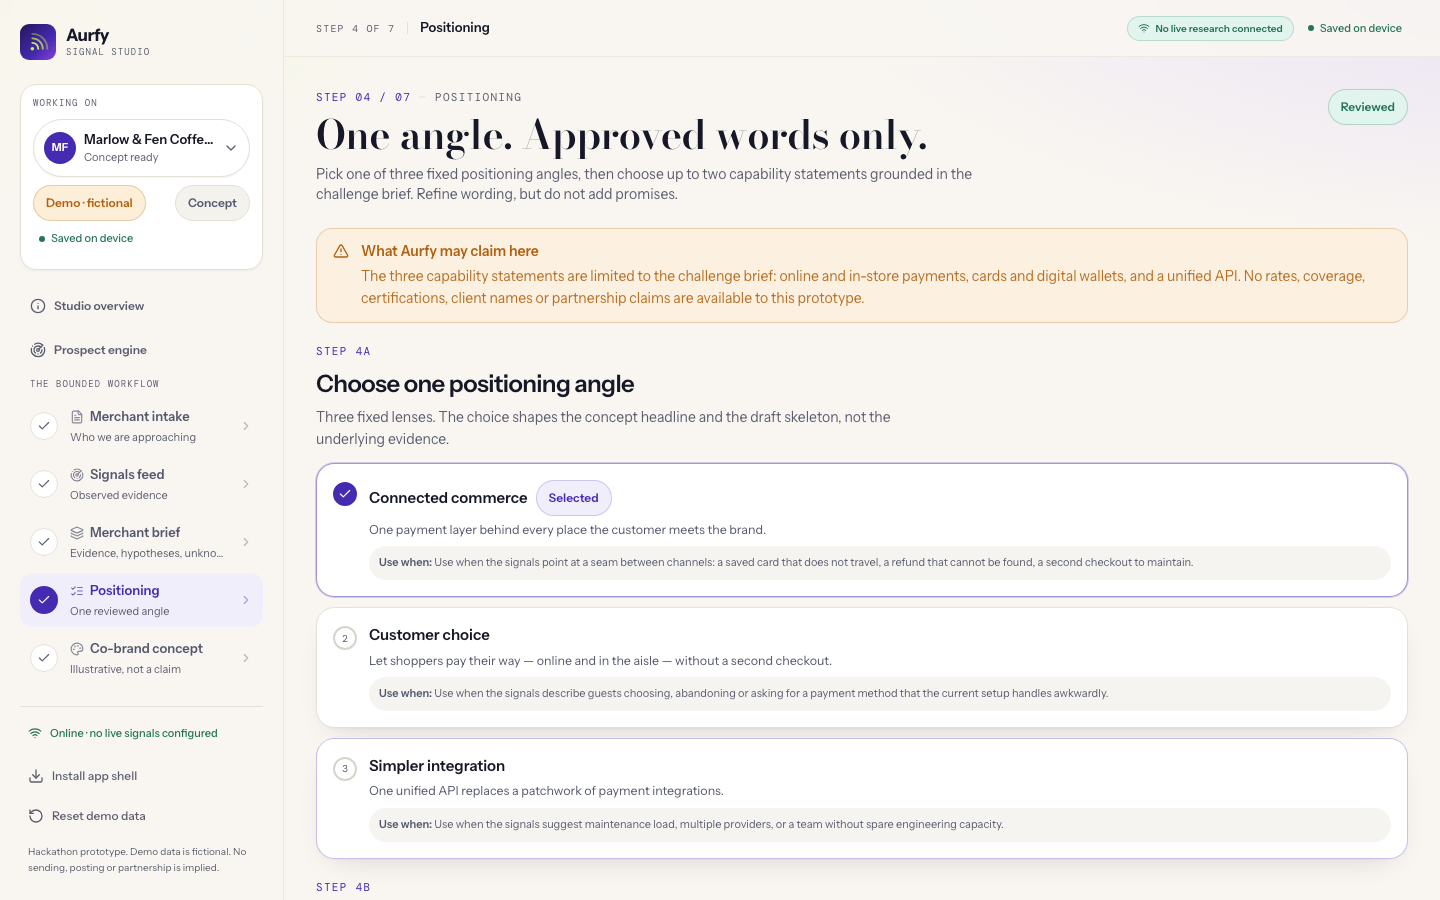 Aurfy
SIGNAL STUDIO
WORKING ON
MF
Marlow & Fen Coffe...
Concept ready
Demo · fictional
Concept
Saved on device
Studio overview
Prospect engine
THE BOUNDED WORKFLOW
Merchant intake
Who we are approaching
Signals feed
Observed evidence
Merchant brief
Evidence, hypotheses, unkno...
Positioning
One reviewed angle
Co-brand concept
Illustrative, not a claim
Online · no live signals configured
Install app shell
Reset demo data
Hackathon prototype. Demo data is fictional. No
sending, posting or partnership is implied.
STEP 4 OF 7
Positioning
No live research connected
Saved on device
STEP 04 / 07 — POSITIONING
Reviewed
One angle. Approved words only.
Pick one of three fixed positioning angles, then choose up to two capability statements grounded in the
challenge brief. Refine wording, but do not add promises.
What Aurfy may claim here
The three capability statements are limited to the challenge brief: online and in-store payments, cards and digital wallets, and a unified API. No rates, coverage,
certifications, client names or partnership claims are available to this prototype.
STEP 4A
Choose one positioning angle
Three fixed lenses. The choice shapes the concept headline and the draft skeleton, not the
underlying evidence.
Connected commerce
Selected
One payment layer behind every place the customer meets the brand.
Use when: Use when the signals point at a seam between channels: a saved card that does not travel, a refund that cannot be found, a second checkout to maintain.
2
Customer choice
Let shoppers pay their way — online and in the aisle — without a second checkout.
Use when: Use when the signals describe guests choosing, abandoning or asking for a payment method that the current setup handles awkwardly.
3
Simpler integration
One unified API replaces a patchwork of payment integrations.
Use when: Use when the signals suggest maintenance load, multiple providers, or a team without spare engineering capacity.
STEP 4B